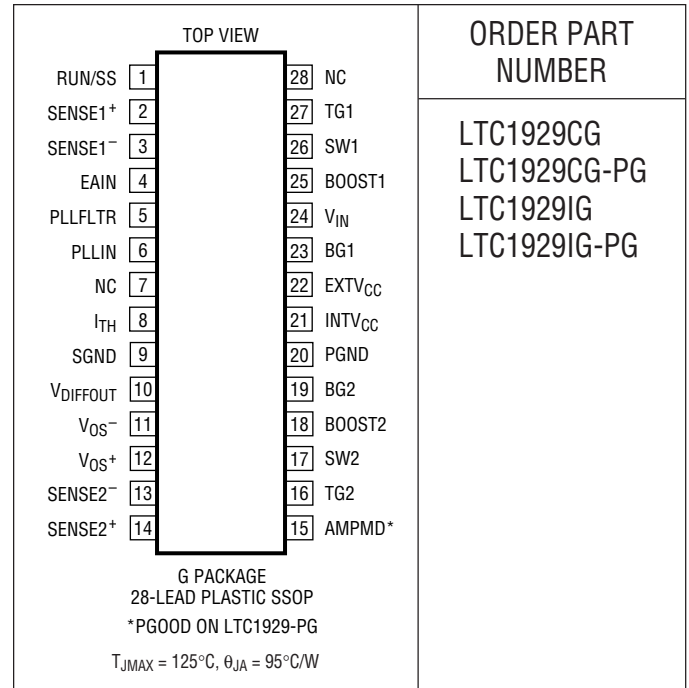 TOP VIEW
RUN/SS 1
SENSE1+ 2
SENSE1– 3
EAIN 4
PLLFLTR 5
PLLIN 6
NC 7
ITH 8
SGND 9
VDIFFOUT 10
VOS– 11
VOS+ 12
SENSE2– 13
SENSE2+ 14
28 NC
27 TG1
26 SW1
25 BOOST1
24 VIN
23 BG1
22 EXTVCC
21 INTVCC
20 PGND
19 BG2
18 BOOST2
17 SW2
16 TG2
15 AMPMD*
G PACKAGE
28-LEAD PLASTIC SSOP
*PGOOD ON LTC1929-PG
TJMAX = 125°C, θJA = 95°C/W
ORDER PART
NUMBER
LTC1929CG
LTC1929CG-PG
LTC1929IG
LTC1929IG-PG